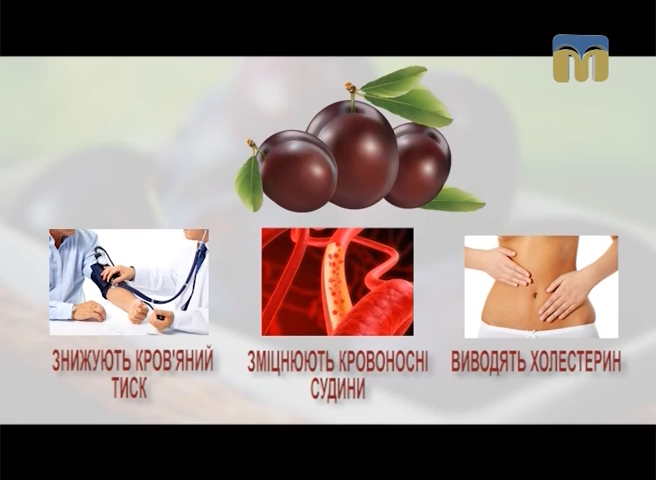 ЗНИЖУЮТЬ КРОВ'ЯНИЙ
ТИСК
ЗМІЦНЮЮТЬ КРОВОНОСНІ
СУДИНИ
ВИВОДЯТЬ ХОЛЕСТЕРИН